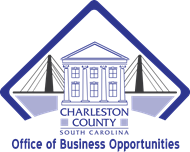 CHARLESTON
COUNTY
SOUTH CAROLINA
Office of Business Opportunities